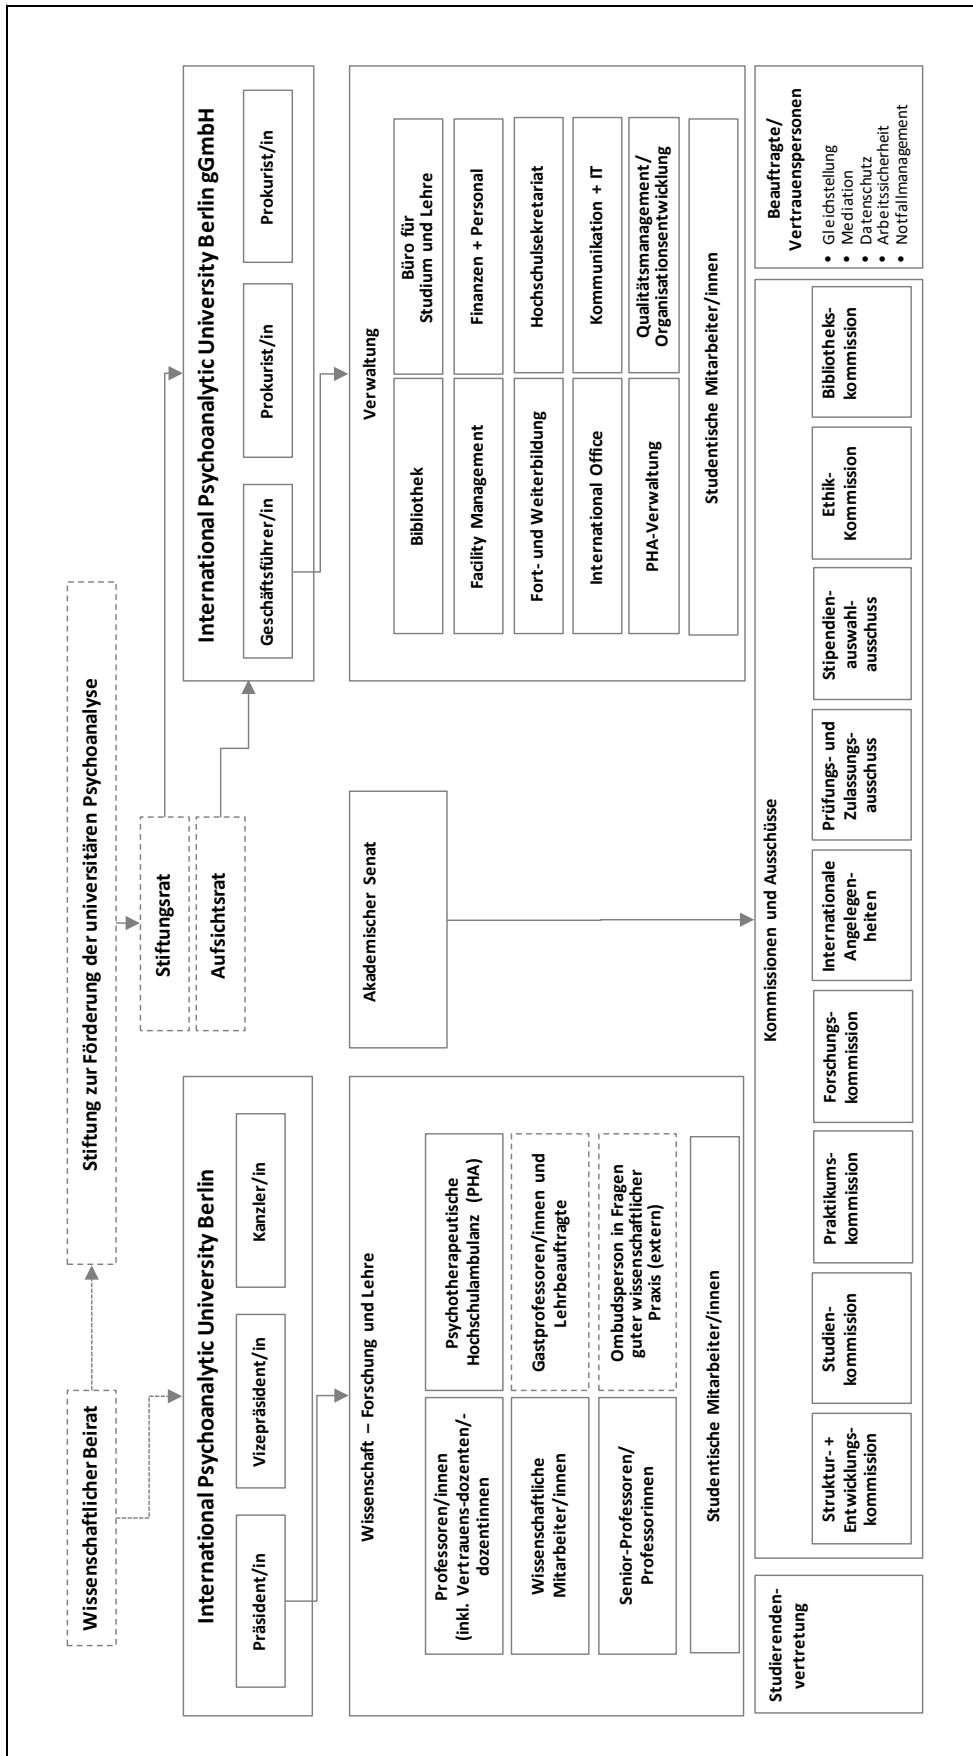 Wissenschaftlicher Beirat
Stiftung zur Förderung der universitären Psychoanalyse
Stiftungsrat
Aufsichtsrat
International Psychoanalytic University Berlin
Präsident/in
Vizepräsident/in
Kanzler/in
International Psychoanalytic University Berlin gGmbH
Geschäftsführer/in
Prokurist/in
Prokurist/in
Wissenschaft – Forschung und Lehre
Professoren/innen
(inkl. Vertrauens-dozenten/-
dozentinnen
Psychotherapeutische
Hochschulambulanz (PHA)
Wissenschaftliche
Mitarbeiter/innen
Gastprofessoren/innen und
Lehrbeauftragte
Senior-Professoren/
Professorinnen
Ombudsperson in Fragen
guter wissenschaftlicher
Praxis (extern)
Studentische Mitarbeiter/innen
Akademischer Senat
Verwaltung
Bibliothek
Büro für
Studium und Lehre
Facility Management
Finanzen + Personal
Fort- und Weiterbildung
Hochschulsekretariat
International Office
Kommunikation + IT
PHA-Verwaltung
Qualitätsmanagement/
Organisationsentwicklung
Studentische Mitarbeiter/innen
Studierenden-
vertretung
Kommissionen und Ausschüsse
Struktur- +
Entwicklungs-
kommission
Studien-
kommission
Praktikums-
kommission
Forschungs-
kommission
Internationale
Angelegen-
heiten
Prüfungs- und
Zulassungs-
ausschuss
Stipendien-
auswahl-
ausschuss
Ethik-
Kommission
Bibliotheks-
kommission
Beauftragte/
Vertrauenspersonen
• Gleichstellung
• Mediation
• Datenschutz
• Arbeitssicherheit
• Notfallmanagement